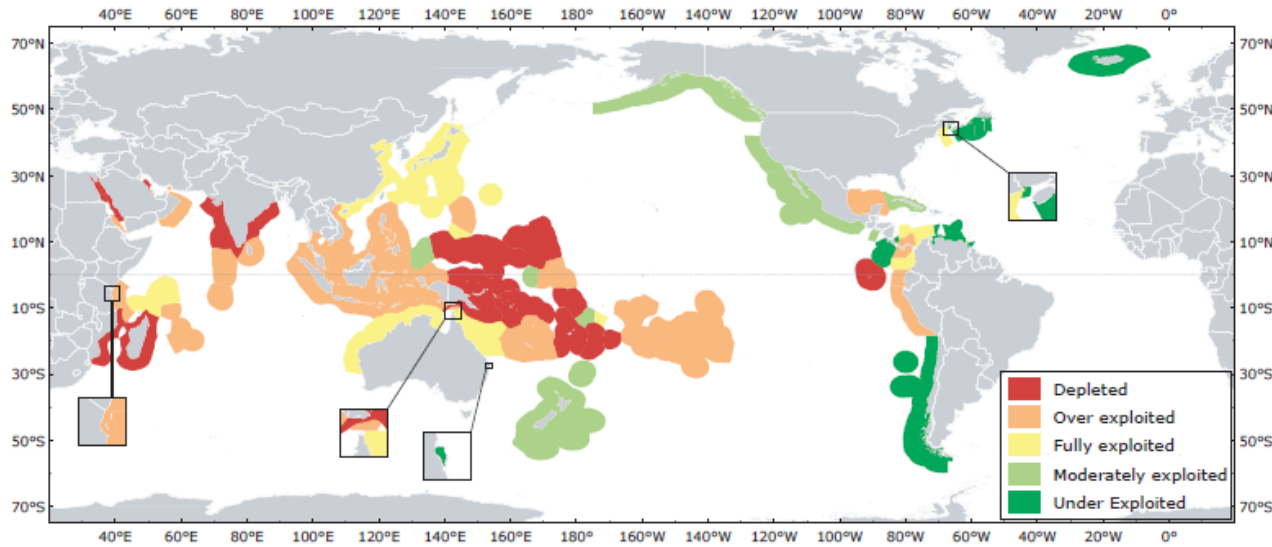 40°E 60°E 80°E 100°E 120°E 140°E 160°E 180° 160°W 140°W 120°W 100°W 80°W 60°W 40°W 20°W 0°
70°N 70°N
50°N 50°N
30°N 30°N
10°N 10°N
10°S 10°S
30°S 30°S
Depleted
Over exploited
50°S Fully exploited 50°S
Moderately exploited
70°S Under Exploited 70°S
40°E 60°E 80°E 100°E 120°E 140°E 160°E 180° 160°W 140°W 120°W 100°W 80°W 60°W 40°W 20°W 0°